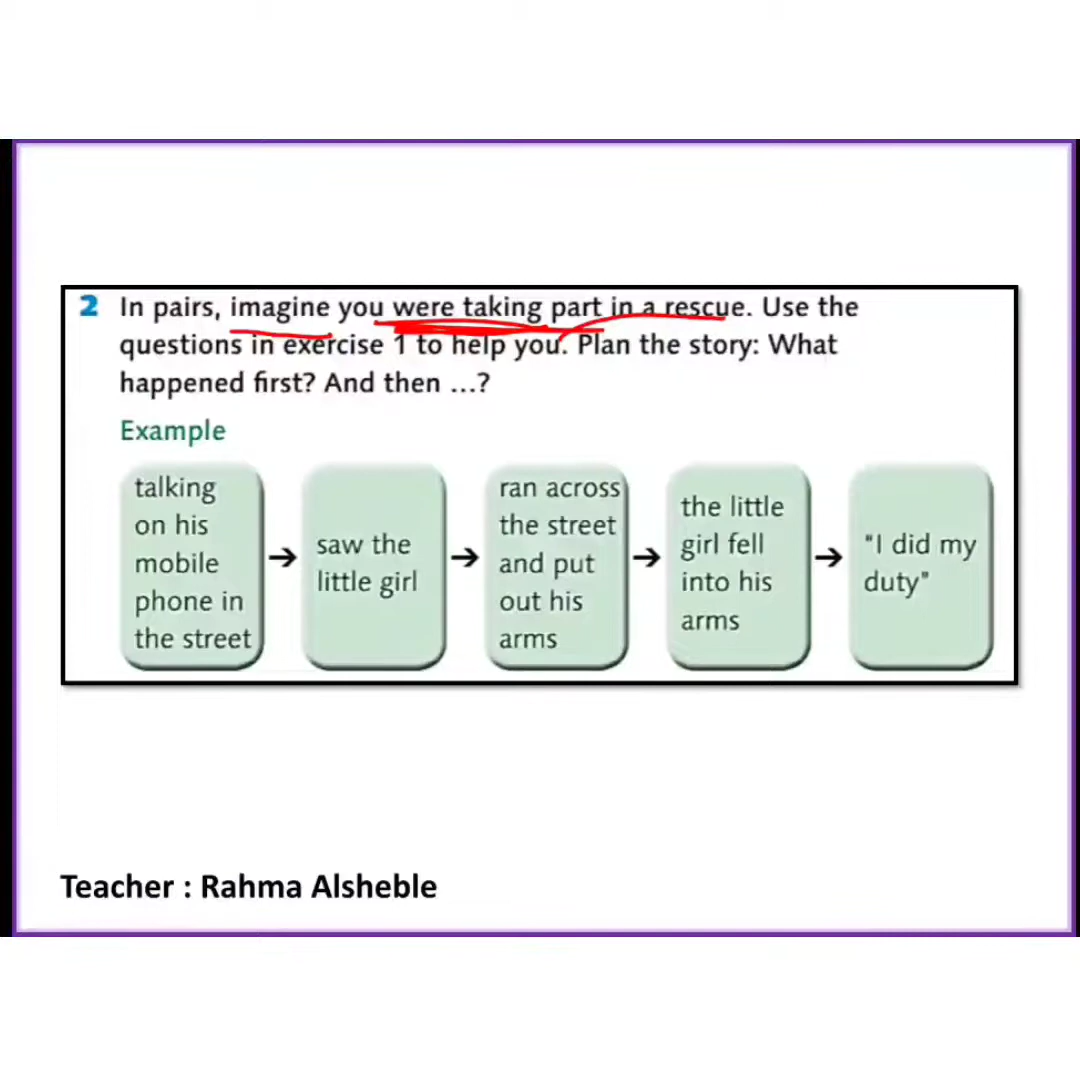 2 In pairs, imagine you were taking part in a rescue. Use the
questions in exercise 1 to help you. Plan the story: What
happened first? And then ...?
Example
talking
on his
mobile
phone in
the street
→
saw the
little girl
→
ran across
the street
and put
out his
arms
→
the little
girl fell
into his
arms
→
"I did my
duty"
Teacher : Rahma Alsheble